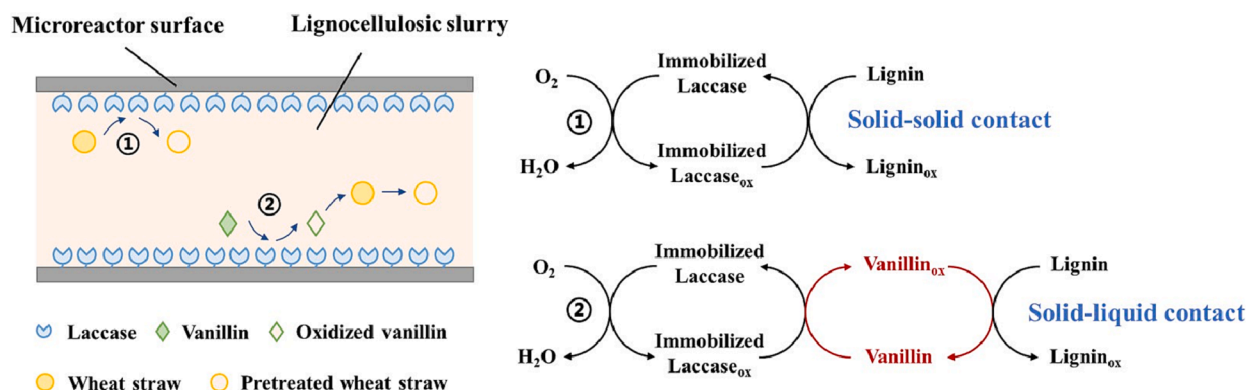 Microreactor surface
Lignocellulosic slurry
①
②
Laccase
Vanillin
Oxidized vanillin
Wheat straw
Pretreated wheat straw
O₂
Immobilized
Laccase
Lignin
①
Solid-solid contact
H₂O
Immobilized
Laccaseₒₓ
Ligninₒₓ
O₂
Immobilized
Laccase
Vanillinₒₓ
Lignin
②
Solid-liquid contact
H₂O
Immobilized
Laccaseₒₓ
Vanillin
Ligninₒₓ